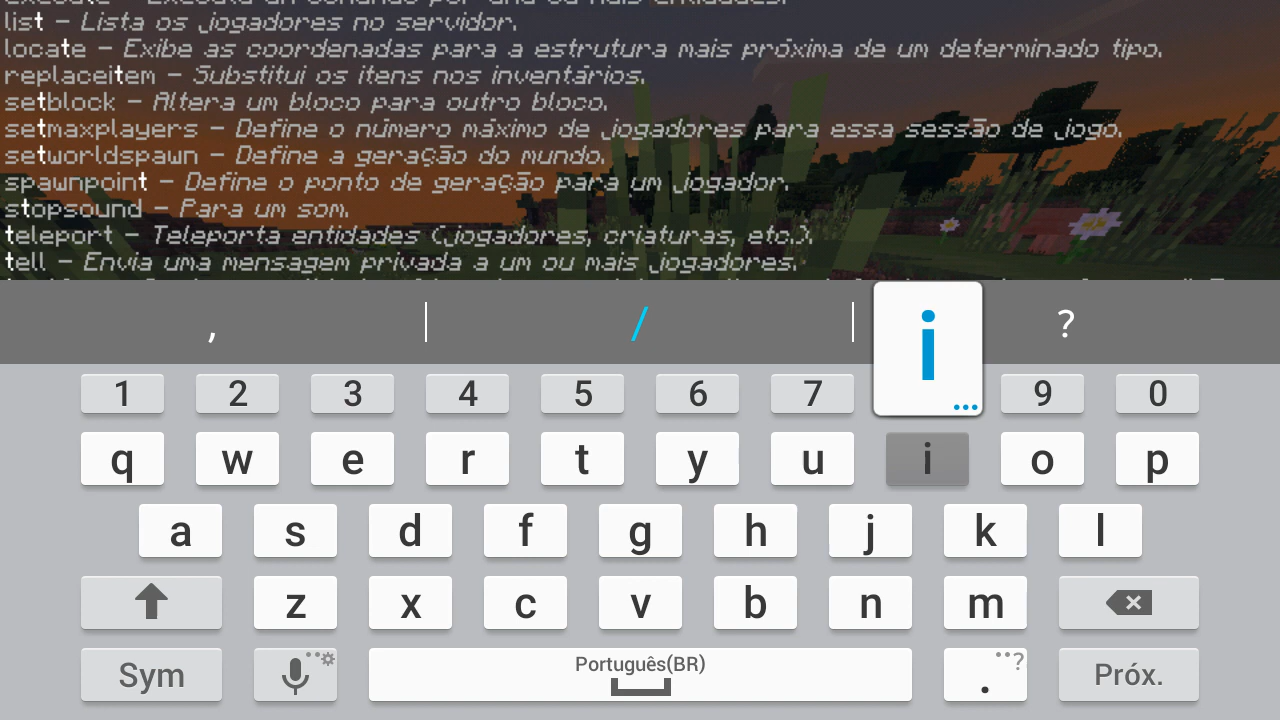 list – Lista os jogadores no servidor.
locate – Exibe as coordenadas para a estrutura mais próxima de um determinado tipo.
replaceitem – Substitui os itens nos inventários.
setblock – Altera um bloco para outro bloco.
setmaxplayers – Define o número máximo de jogadores para essa sessão de jogo.
setworldspawn – Define a geração do mundo.
spawnpoint – Define o ponto de geração para um jogador.
stopsound – Para um som.
teleport – Teleporta entidades (jogadores, criaturas, etc.).
tell – Envia uma mensagem privada a um ou mais jogadores.
, / i ?
1 2 3 4 5 6 7 9 0
q w e r t y u i o p
a s d f g h j k l
z x c v b n m
Sym Português(BR) . ? Próx.